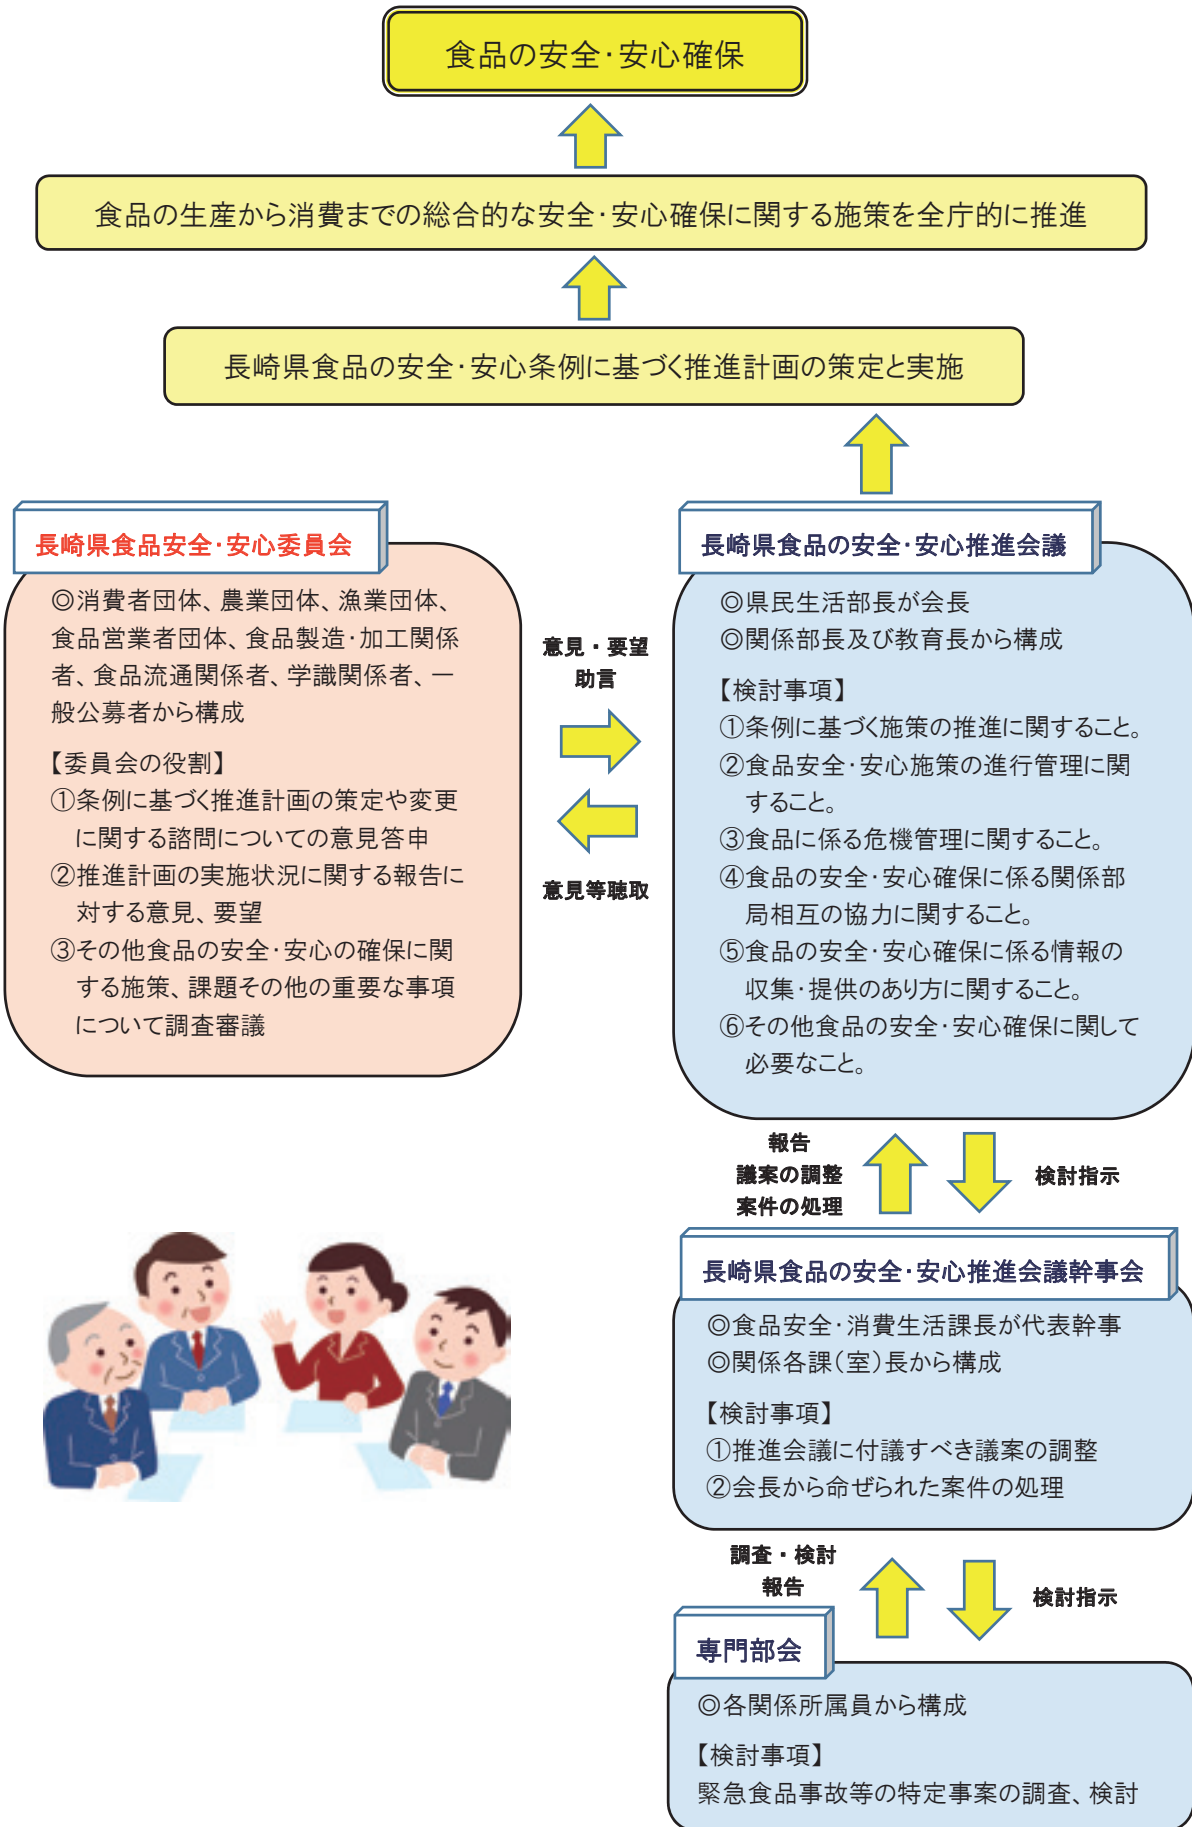 食品の安全･安心確保
食品の生産から消費までの総合的な安全･安心確保に関する施策を全庁的に推進
長崎県食品の安全･安心条例に基づく推進計画の策定と実施
長崎県食品安全･安心委員会
◎消費者団体、農業団体、漁業団体、
食品営業者団体、食品製造･加工関係
者、食品流通関係者、学識関係者、一
般公募者から構成
【委員会の役割】
①条例に基づく推進計画の策定や変更
に関する諮問についての意見答申
②推進計画の実施状況に関する報告に
対する意見、要望
③その他食品の安全･安心の確保に関
する施策、課題その他の重要な事項
について調査審議
意見・要望
助言
意見等聴取
長崎県食品の安全･安心推進会議
◎県民生活部長が会長
◎関係部長及び教育長から構成
【検討事項】
①条例に基づく施策の推進に関すること。
②食品安全･安心施策の進行管理に関
すること。
③食品に係る危機管理に関すること。
④食品の安全･安心確保に係る関係部
局相互の協力に関すること。
⑤食品の安全･安心確保に係る情報の
収集･提供のあり方に関すること。
⑥その他食品の安全･安心確保に関して
必要なこと。
報告
議案の調整
案件の処理
検討指示
長崎県食品の安全･安心推進会議幹事会
◎食品安全･消費生活課長が代表幹事
◎関係各課(室)長から構成
【検討事項】
①推進会議に付議すべき議案の調整
②会長から命ぜられた案件の処理
調査・検討
報告
検討指示
専門部会
◎各関係所属員から構成
【検討事項】
緊急食品事故等の特定事案の調査、検討